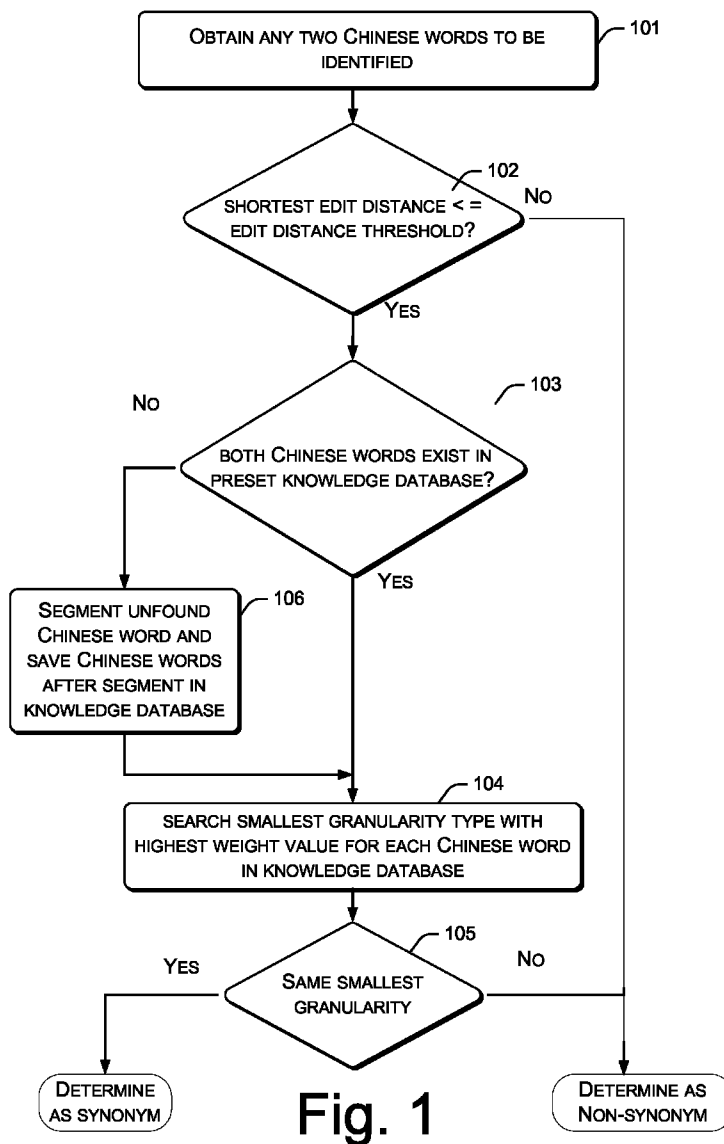 OBTAIN ANY TWO CHINESE WORDS TO BE
IDENTIFIED
101
102
SHORTEST EDIT DISTANCE < =
EDIT DISTANCE THRESHOLD?
NO
YES
103
NO
BOTH CHINESE WORDS EXIST IN
PRESET KNOWLEDGE DATABASE?
YES
106
SEGMENT UNFOUND
CHINESE WORD AND
SAVE CHINESE WORDS
AFTER SEGMENT IN
KNOWLEDGE DATABASE
104
SEARCH SMALLEST GRANULARITY TYPE WITH
HIGHEST WEIGHT VALUE FOR EACH CHINESE WORD
IN KNOWLEDGE DATABASE
105
YES
NO
SAME SMALLEST
GRANULARITY
DETERMINE
AS SYNONYM
DETERMINE AS
NON-SYNONYM
Fig. 1